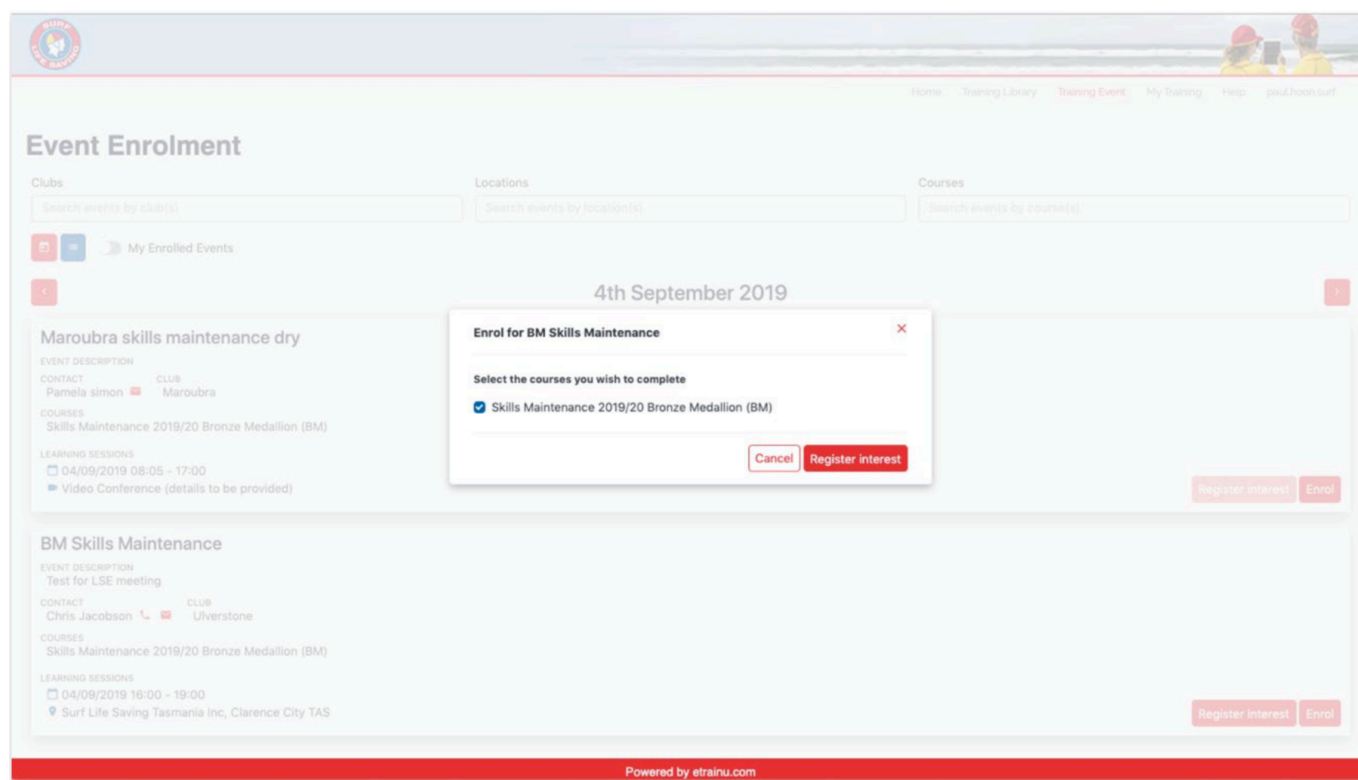 SURF
LIFE SAVING
Home Training Library Training Event My Training Help paul.hoon.surf
Event Enrolment
Clubs Locations Courses
Search events by club(s) Search events by location(s) Search events by course(s)
My Enrolled Events
4th September 2019
Maroubra skills maintenance dry
EVENT DESCRIPTION
CONTACT CLUB
Pamela simon Maroubra
COURSES
Skills Maintenance 2019/20 Bronze Medallion (BM)
LEARNING SESSIONS
04/09/2019 08:05 - 17:00
Video Conference (details to be provided)
Register Interest Enrol
Enrol for BM Skills Maintenance
Select the courses you wish to complete
Skills Maintenance 2019/20 Bronze Medallion (BM)
Cancel Register interest
BM Skills Maintenance
EVENT DESCRIPTION
Test for LSE meeting
CONTACT CLUB
Chris Jacobson Ulverstone
COURSES
Skills Maintenance 2019/20 Bronze Medallion (BM)
LEARNING SESSIONS
04/09/2019 16:00 - 19:00
Surf Life Saving Tasmania Inc, Clarence City TAS
Register Interest Enrol
Powered by etrainu.com